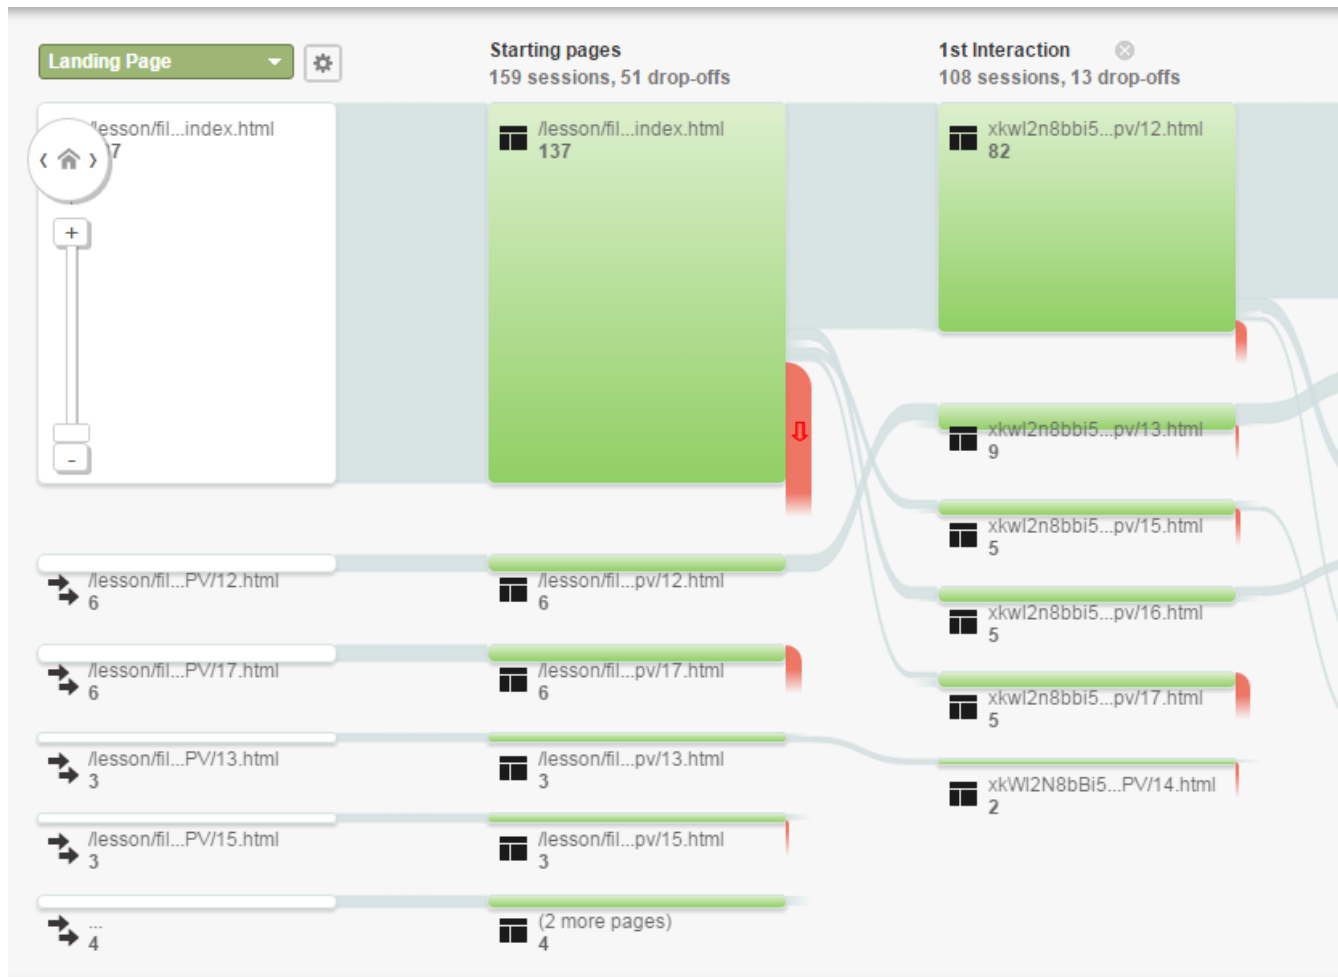 Landing Page
Starting pages
159 sessions, 51 drop-offs
1st Interaction
108 sessions, 13 drop-offs
/lesson/fil...index.html
/lesson/fil...index.html
137
xkwl2n8bbi5...pv/12.html
82
+
-
xkwl2n8bbi5...pv/13.html
9
xkwl2n8bbi5...pv/15.html
5
/lesson/fil...PV/12.html
6
/lesson/fil...pv/12.html
6
xkwl2n8bbi5...pv/16.html
5
/lesson/fil...PV/17.html
6
/lesson/fil...pv/17.html
6
xkwl2n8bbi5...pv/17.html
5
/lesson/fil...PV/13.html
3
/lesson/fil...pv/13.html
3
xkWl2N8bBi5...PV/14.html
2
/lesson/fil...PV/15.html
3
/lesson/fil...pv/15.html
3
...
4
(2 more pages)
4